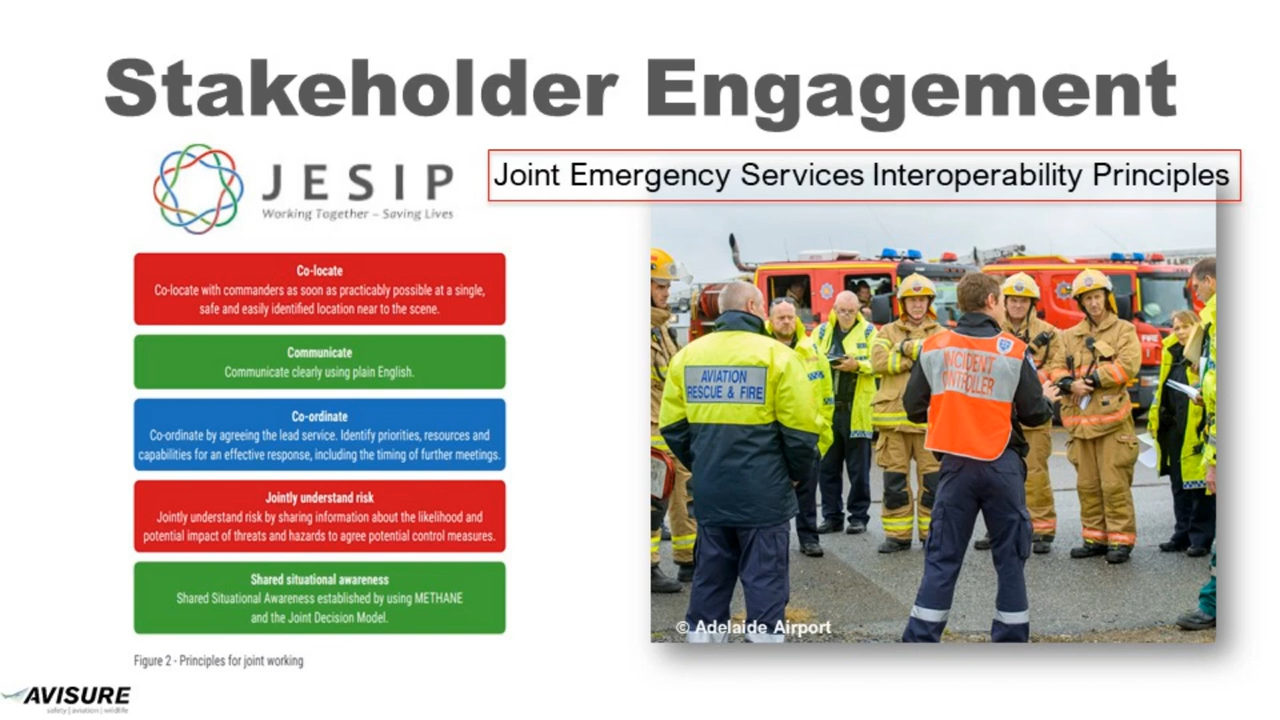 Stakeholder Engagement
JESIP
Working Together – Saving Lives
Joint Emergency Services Interoperability Principles
Co-locate
Co-locate with commanders as soon as practicably possible at a single,
safe and easily identified location near to the scene.
Communicate
Communicate clearly using plain English.
Co-ordinate
Co-ordinate by agreeing the lead service. Identify priorities, resources and
capabilities for an effective response, including the timing of further meetings.
Jointly understand risk
Jointly understand risk by sharing information about the likelihood and
potential impact of threats and hazards to agree potential control measures.
Shared situational awareness
Shared Situational Awareness established by using METHANE
and the Joint Decision Model.
Figure 2 - Principles for joint working
AVIATION
RESCUE & FIRE
INCIDENT
CONTROLLER
FIRE
© Adelaide Airport
AVISURE
safety | aviation | wildlife